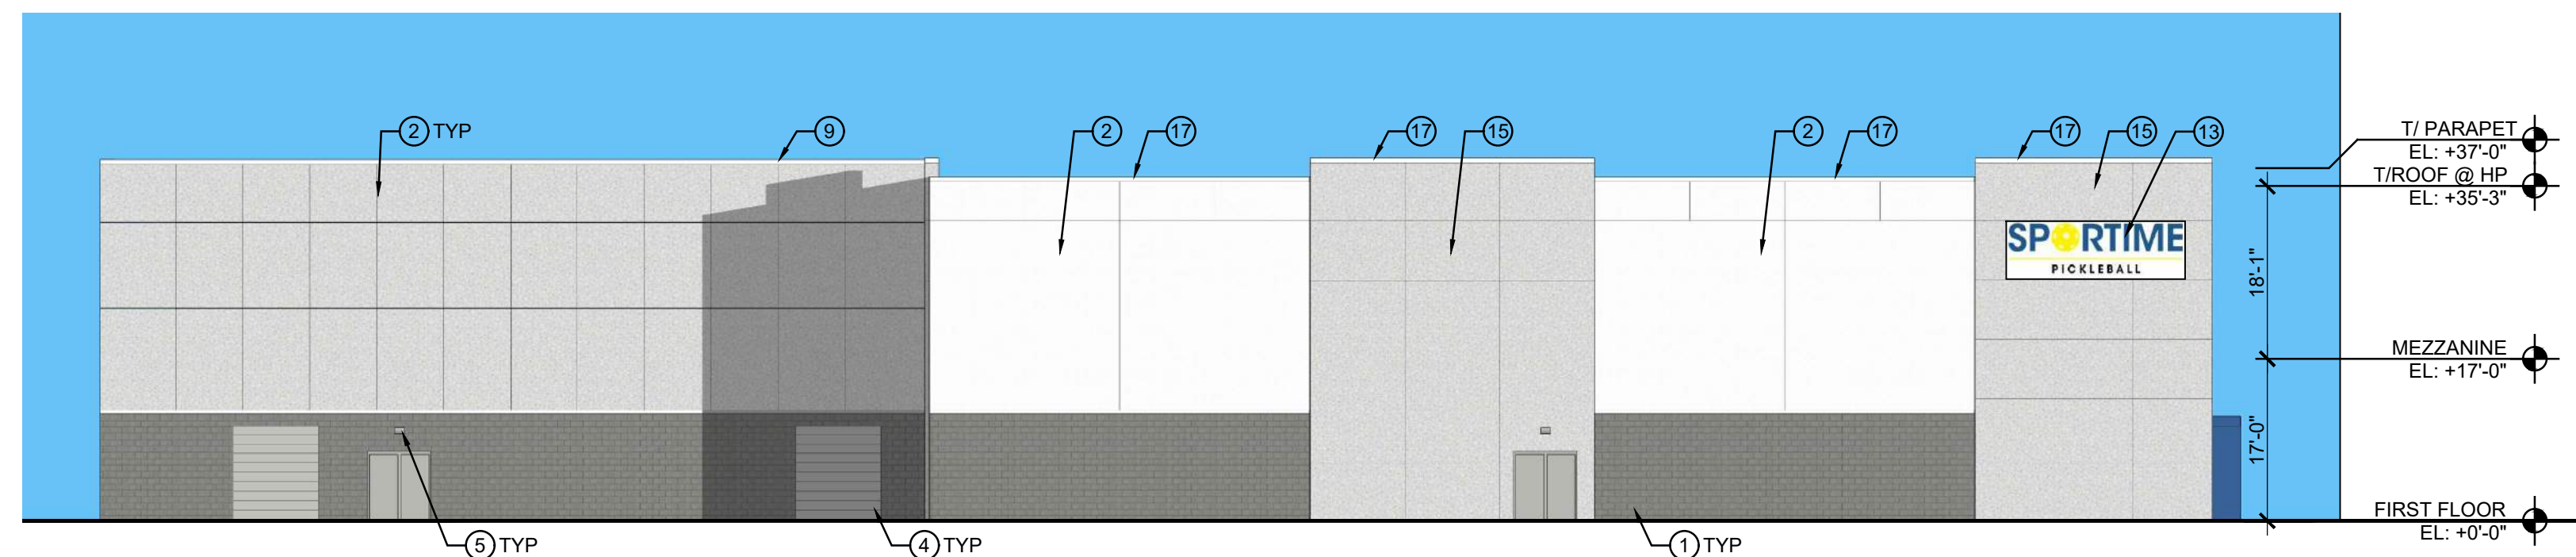 2 TYP
9
2
17
17
15
2
17
17
15
13
T/ PARAPET
EL: +37'-0"
T/ROOF @ HP
EL: +35'-3"
SPORTIME
PICKLEBALL
18'-1"
MEZZANINE
EL: +17'-0"
17'-0"
FIRST FLOOR
EL: +0'-0"
5 TYP
4 TYP
1 TYP